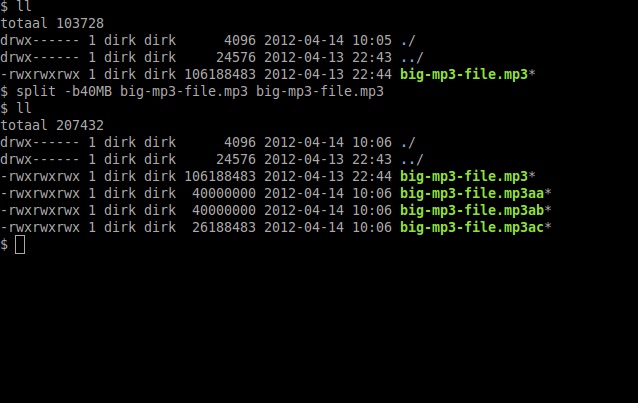 $ ll
totaal 103728
drwx------ 1 dirk dirk      4096 2012-04-14 10:05 ./
drwx------ 1 dirk dirk     24576 2012-04-13 22:43 ../
-rwxrwxrwx 1 dirk dirk 106188483 2012-04-13 22:44 big-mp3-file.mp3*
$ split -b40MB big-mp3-file.mp3 big-mp3-file.mp3
$ ll
totaal 207432
drwx------ 1 dirk dirk      4096 2012-04-14 10:06 ./
drwx------ 1 dirk dirk     24576 2012-04-13 22:43 ../
-rwxrwxrwx 1 dirk dirk 106188483 2012-04-13 22:44 big-mp3-file.mp3*
-rwxrwxrwx 1 dirk dirk  40000000 2012-04-14 10:06 big-mp3-file.mp3aa*
-rwxrwxrwx 1 dirk dirk  40000000 2012-04-14 10:06 big-mp3-file.mp3ab*
-rwxrwxrwx 1 dirk dirk  26188483 2012-04-14 10:06 big-mp3-file.mp3ac*
$